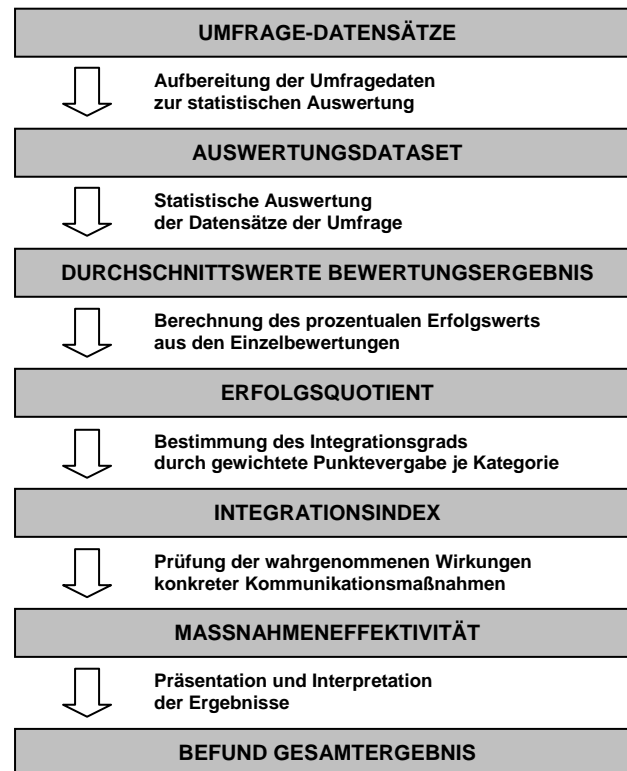 UMFRAGE-DATENSÄTZE
Aufbereitung der Umfragedaten
zur statistischen Auswertung
AUSWERTUNGSDATASET
Statistische Auswertung
der Datensätze der Umfrage
DURCHSCHNITTSWERTE BEWERTUNGSERGEBNIS
Berechnung des prozentualen Erfolgswerts
aus den Einzelbewertungen
ERFOLGSQUOTIENT
Bestimmung des Integrationsgrads
durch gewichtete Punktevergabe je Kategorie
INTEGRATIONSINDEX
Prüfung der wahrgenommenen Wirkungen
konkreter Kommunikationsmaßnahmen
MASSNAHMENEFFEKTIVITÄT
Präsentation und Interpretation
der Ergebnisse
BEFUND GESAMTERGEBNIS